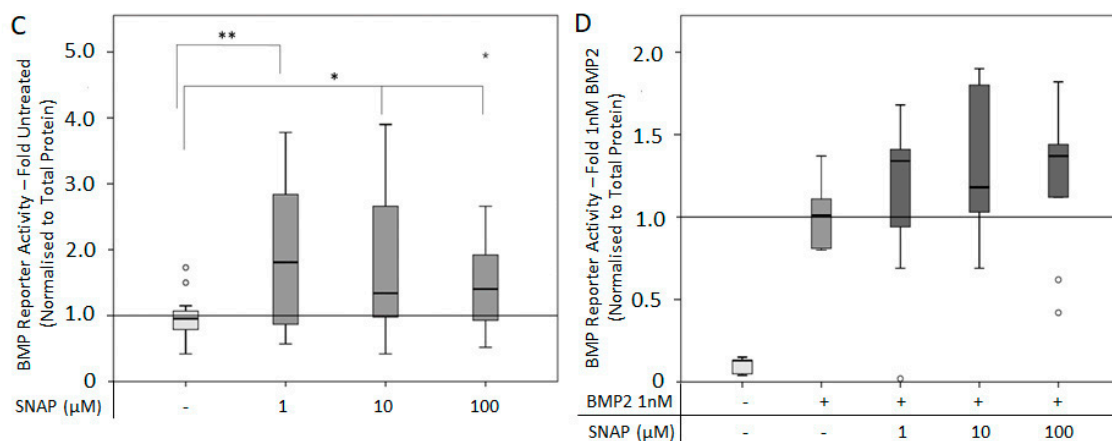 C
BMP Reporter Activity – Fold Untreated
(Normalised to Total Protein)
5.0
4.0
3.0
2.0
1.0
0
**
*
*
SNAP (μM) - 1 10 100
D
BMP Reporter Activity – Fold 1nM BMP2
(Normalised to Total Protein)
2.0
1.5
1.0
0.5
0
BMP2 1nM - + + + +
SNAP (μM) - - 1 10 100